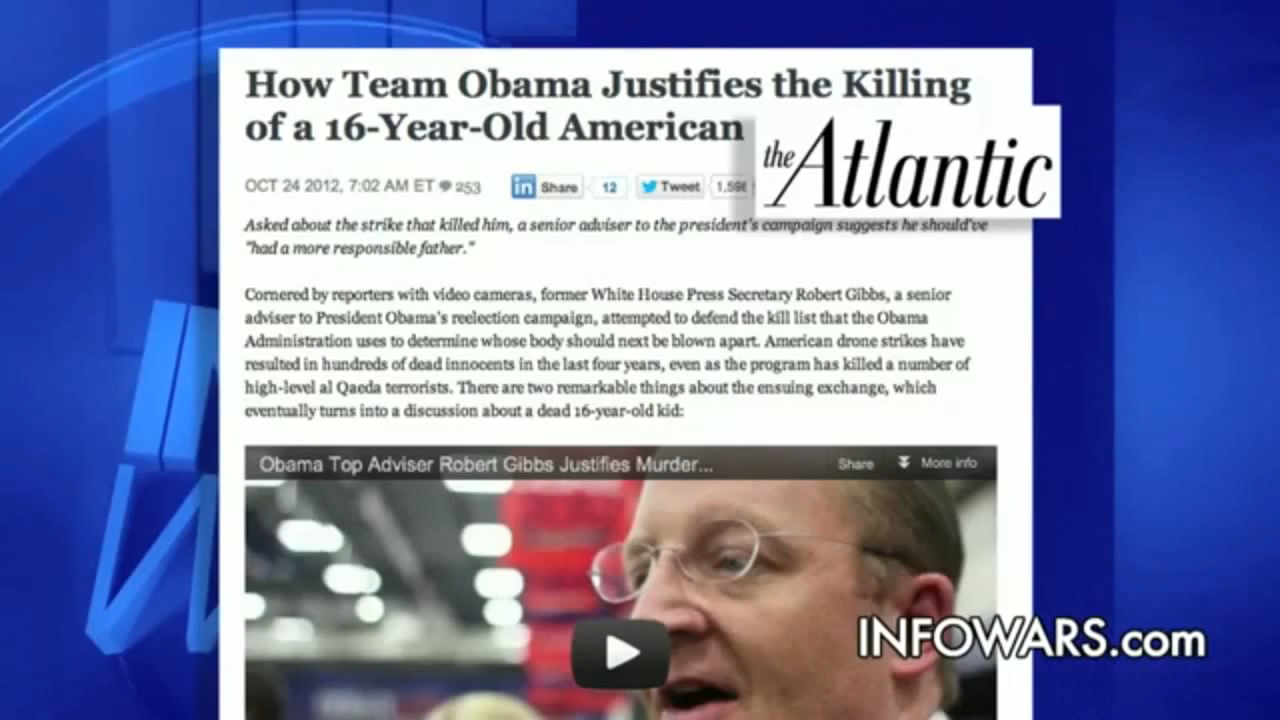 How Team Obama Justifies the Killing
of a 16-Year-Old American
the Atlantic
OCT 24 2012, 7:02 AM ET 253
in Share 12 Tweet
Asked about the strike that killed him, a senior adviser to the president's campaign suggests he should've
"had a more responsible father."
Cornered by reporters with video cameras, former White House Press Secretary Robert Gibbs, a senior
adviser to President Obama's reelection campaign, attempted to defend the kill list that the Obama
Administration uses to determine whose body should next be blown apart. American drone strikes have
resulted in hundreds of dead innocents in the last four years, even as the program has killed a number of
high-level al Qaeda terrorists. There are two remarkable things about the ensuing exchange, which
eventually turns into a discussion about a dead 16-year-old kid:
Obama Top Adviser Robert Gibbs Justifies Murder...
Share More info
INFOWARS.com